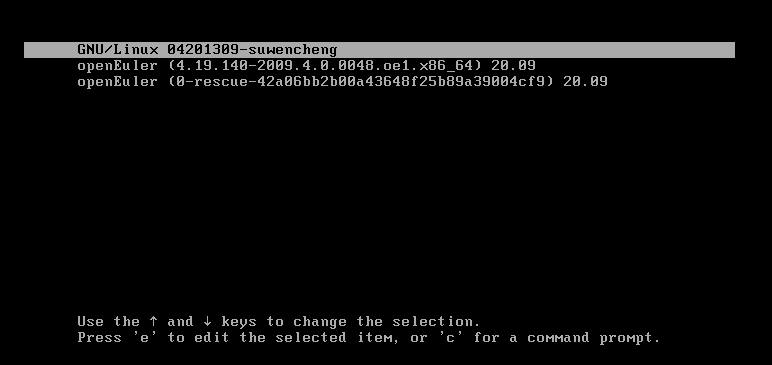 GNU/Linux 04201309-suwencheng
openEuler (4.19.140-2009.4.0.0048.oe1.x86_64) 20.09
openEuler (0-rescue-42a06bb2b00a43648f25b89a39004cf9) 20.09
Use the ↑ and ↓ keys to change the selection.
Press 'e' to edit the selected item, or 'c' for a command prompt.